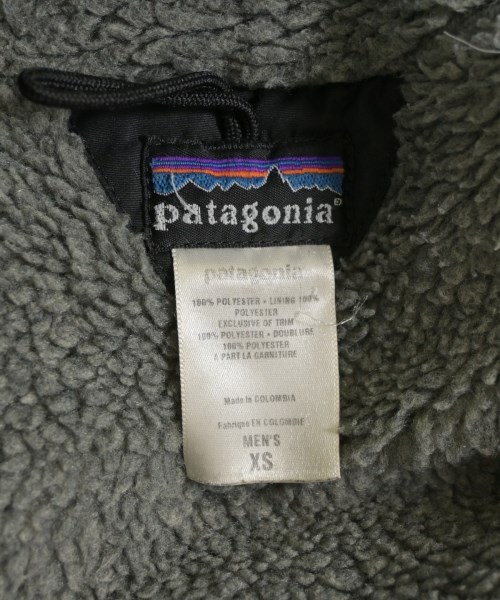 patagonia®
patagonia
100% POLYESTER • LINING 100%
POLYESTER
EXCLUSIVE OF TRIM
100% POLYESTER • DOUBLURE
100% POLYESTER
À PART LA GARNITURE
Made in COLOMBIA
Fabriqué EN COLOMBIE
MEN'S
XS